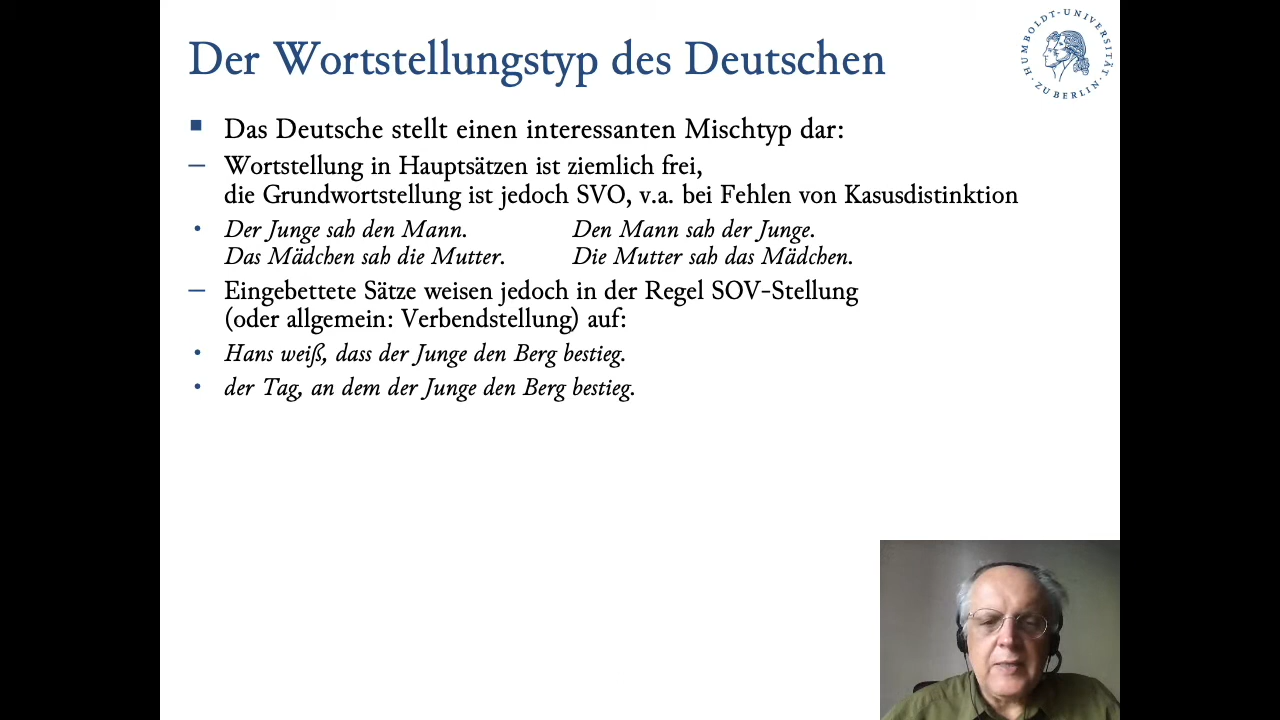 Der Wortstellungstyp des Deutschen
HUMBOLDT-UNIVERSITÄT · ZU BERLIN ·
▪ Das Deutsche stellt einen interessanten Mischtyp dar:
– Wortstellung in Hauptsätzen ist ziemlich frei,
die Grundwortstellung ist jedoch SVO, v.a. bei Fehlen von Kasusdistinktion
• Der Junge sah den Mann. Den Mann sah der Junge.
Das Mädchen sah die Mutter. Die Mutter sah das Mädchen.
– Eingebettete Sätze weisen jedoch in der Regel SOV-Stellung
(oder allgemein: Verbendstellung) auf:
• Hans weiß, dass der Junge den Berg bestieg.
• der Tag, an dem der Junge den Berg bestieg.